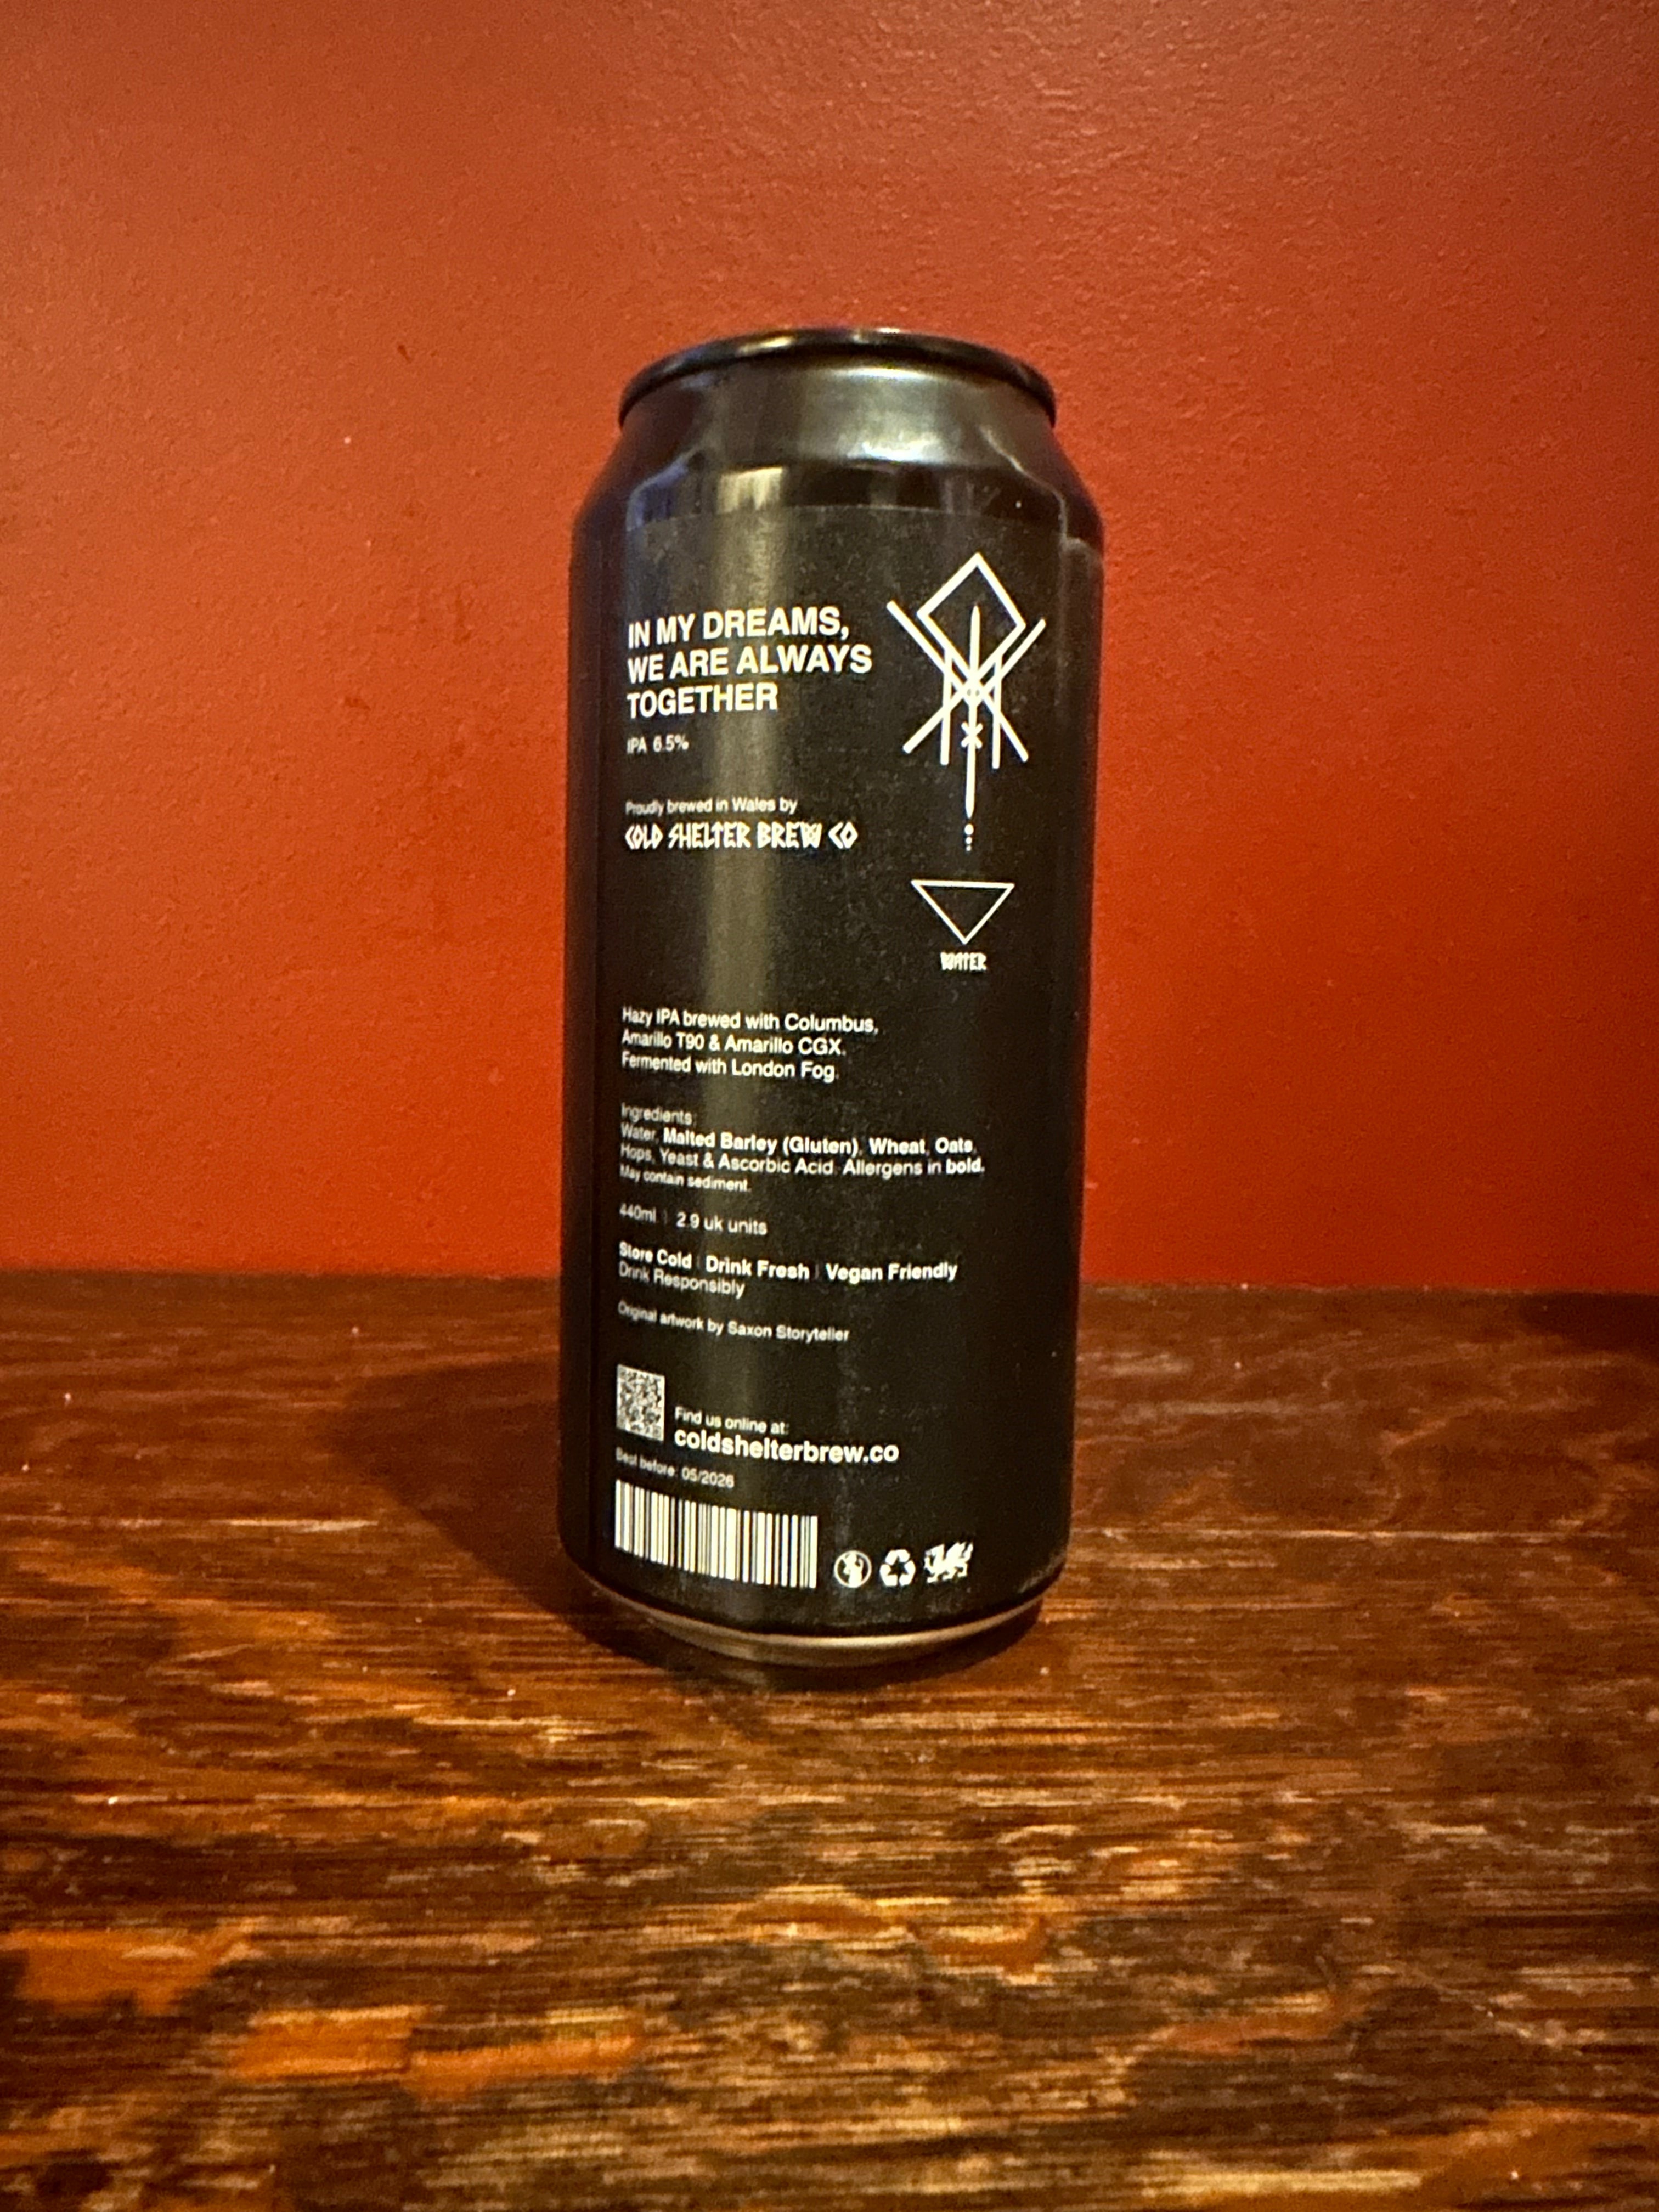 IN MY DREAMS,
WE ARE ALWAYS
TOGETHER
IPA 6.5%
Proudly brewed in Wales by
COLD SHELTER BREW CO
WATER
Hazy IPA brewed with Columbus,
Amarillo T90 & Amarillo CGX.
Fermented with London Fog.
Ingredients:
Water, Malted Barley (Gluten), Wheat, Oats,
Hops, Yeast & Ascorbic Acid. Allergens in bold.
May contain sediment.
440ml | 2.9 uk units
Store Cold | Drink Fresh | Vegan Friendly
Drink Responsibly
Original artwork by Saxon Storyteller
Find us online at:
coldshelterbrew.co
Best before: 05/2026